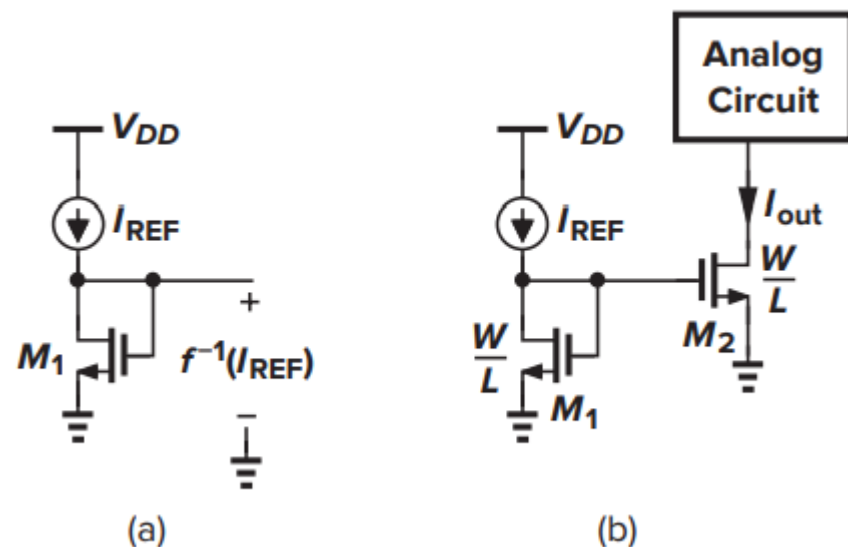 V_DD
I_REF
M_1
+
f^{-1}(I_REF)
−
(a)
Analog
Circuit
V_DD
I_REF
I_out
W
L
M_2
W
L
M_1
(b)